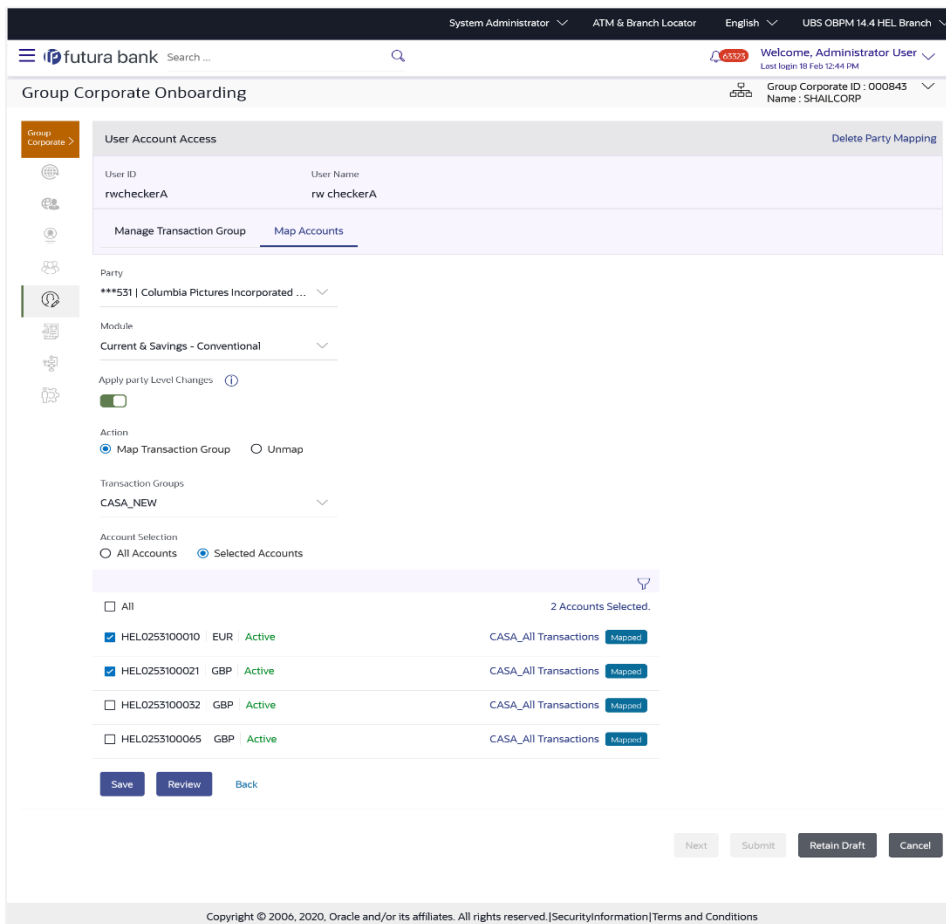 System Administrator ATM & Branch Locator English UBS OBPM 14.4 HEL Branch
futura bank Search ... 63323 Welcome, Administrator User
Last login 18 Feb 12:44 PM
Group Corporate Onboarding Group Corporate ID : 000843
Name : SHAILCORP
Group
Corporate
User Account Access Delete Party Mapping
User ID User Name
rwcheckerA rw checkerA
Manage Transaction Group Map Accounts
Party
***531 | Columbia Pictures Incorporated ...
Module
Current & Savings - Conventional
Apply party Level Changes
Action
Map Transaction Group Unmap
Transaction Groups
CASA_NEW
Account Selection
All Accounts Selected Accounts
All 2 Accounts Selected.
HEL0253100010 EUR Active CASA_All Transactions Mapped
HEL0253100021 GBP Active CASA_All Transactions Mapped
HEL0253100032 GBP Active CASA_All Transactions Mapped
HEL0253100065 GBP Active CASA_All Transactions Mapped
Save Review Back
Next Submit Retain Draft Cancel
Copyright © 2006, 2020, Oracle and/or its affiliates. All rights reserved.|SecurityInformation|Terms and Conditions